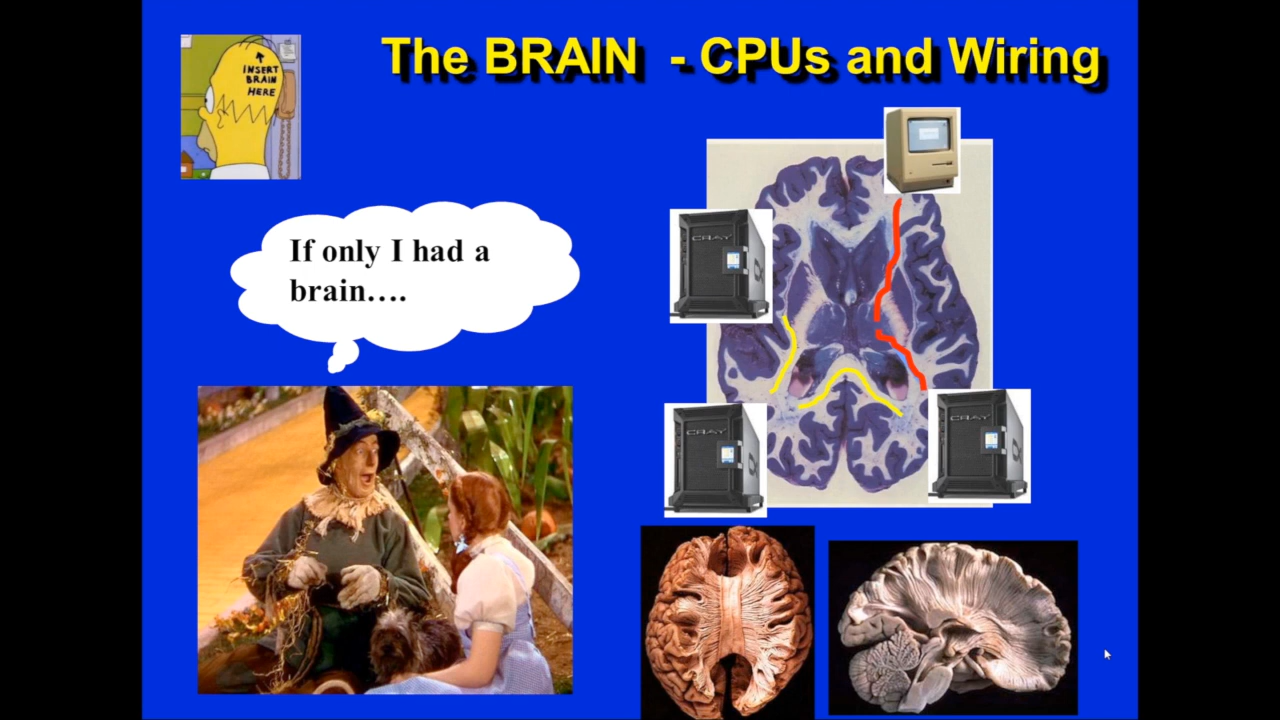 The BRAIN - CPUs and Wiring
INSERT
BRAIN
HERE
If only I had a
brain….
CRAY
CRAY
CRAY